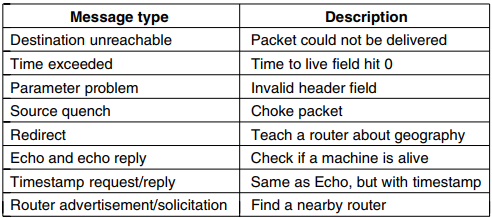 Message type Description
Destination unreachable Packet could not be delivered
Time exceeded Time to live field hit 0
Parameter problem Invalid header field
Source quench Choke packet
Redirect Teach a router about geography
Echo and echo reply Check if a machine is alive
Timestamp request/reply Same as Echo, but with timestamp
Router advertisement/solicitation Find a nearby router